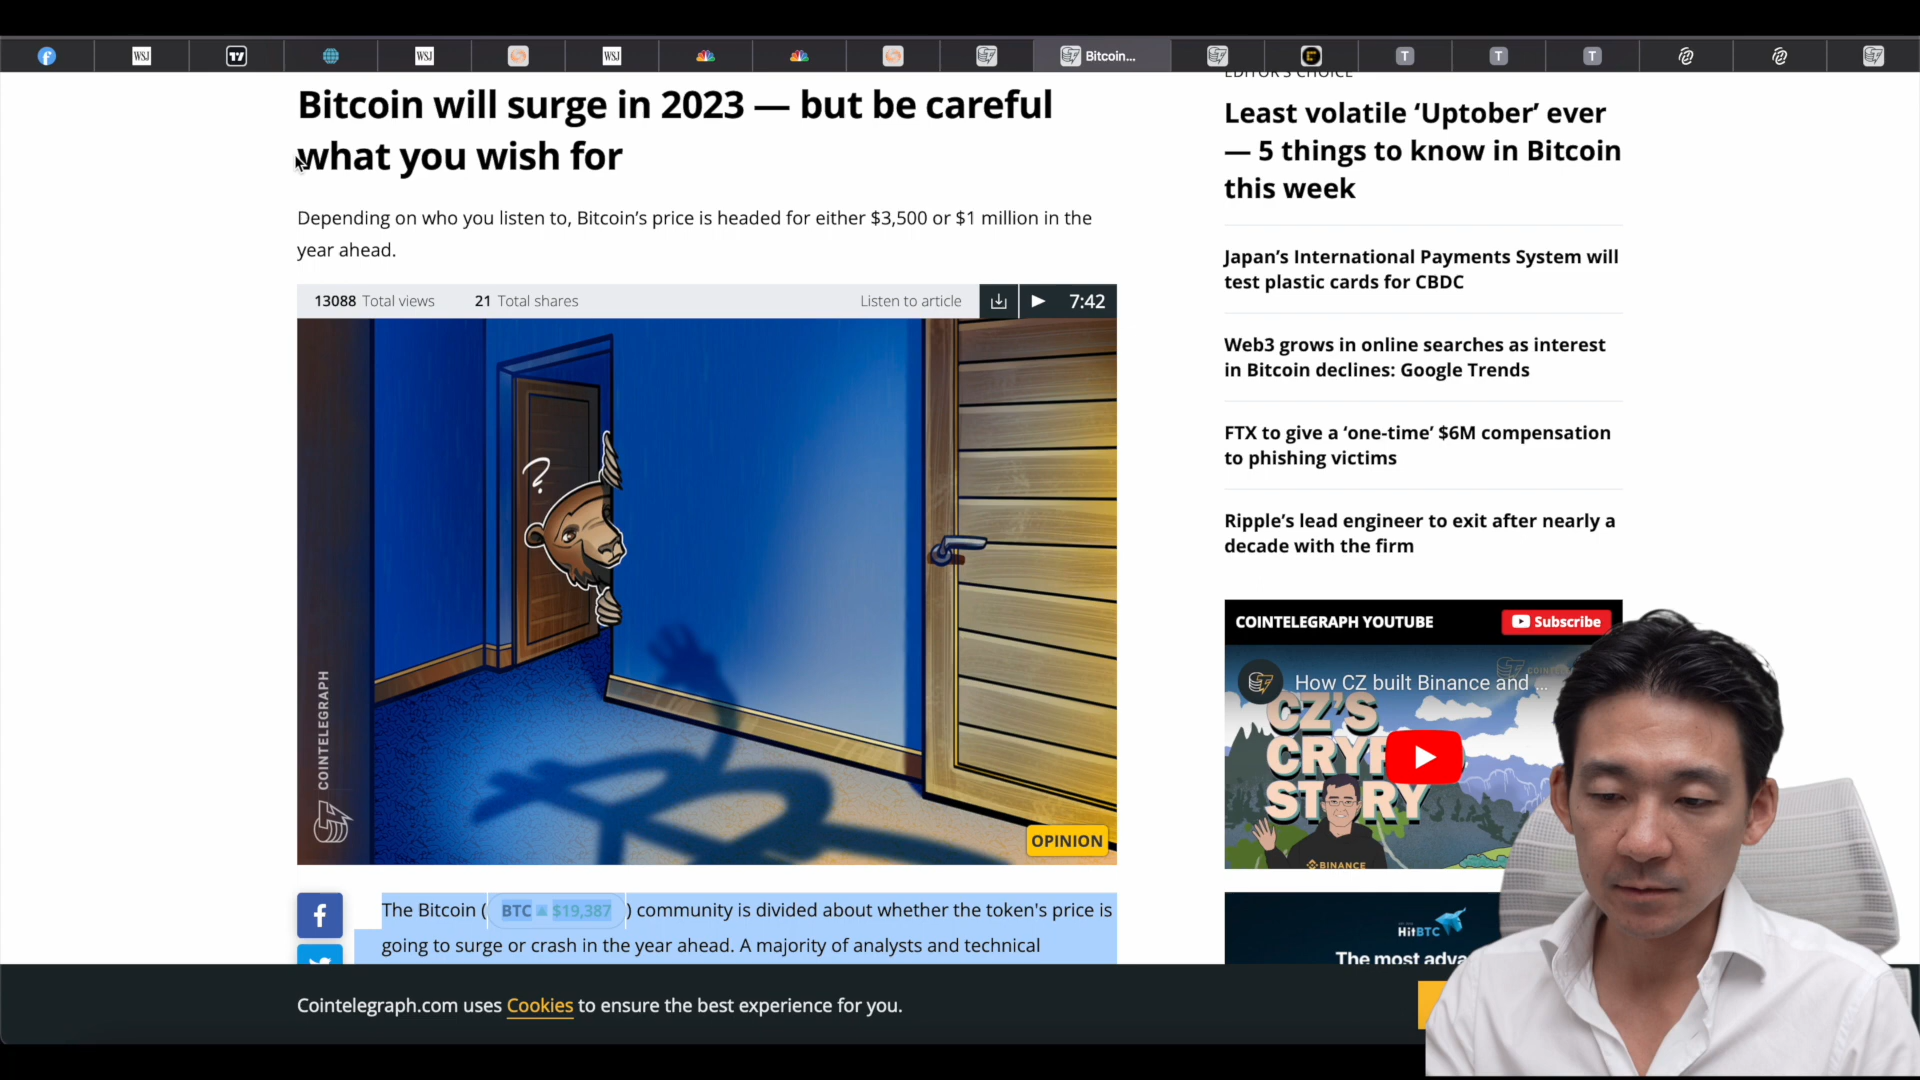 WSJ
WSJ
WSJ
Bitcoin...
T
T
T
EDITOR'S CHOICE
Bitcoin will surge in 2023 — but be careful
what you wish for
Depending on who you listen to, Bitcoin's price is headed for either $3,500 or $1 million in the
year ahead.
13088 Total views
21 Total shares
Listen to article
7:42
?
COINTELEGRAPH
OPINION
The Bitcoin ( BTC $19,387 ) community is divided about whether the token's price is
going to surge or crash in the year ahead. A majority of analysts and technical
Least volatile ‘Uptober’ ever
— 5 things to know in Bitcoin
this week
Japan’s International Payments System will
test plastic cards for CBDC
Web3 grows in online searches as interest
in Bitcoin declines: Google Trends
FTX to give a ‘one-time’ $6M compensation
to phishing victims
Ripple’s lead engineer to exit after nearly a
decade with the firm
COINTELEGRAPH YOUTUBE
Subscribe
How CZ built Binance and ...
CZ'S
CRYP
STORY
BINANCE
HitBTC
The most adva
Cointelegraph.com uses Cookies to ensure the best experience for you.